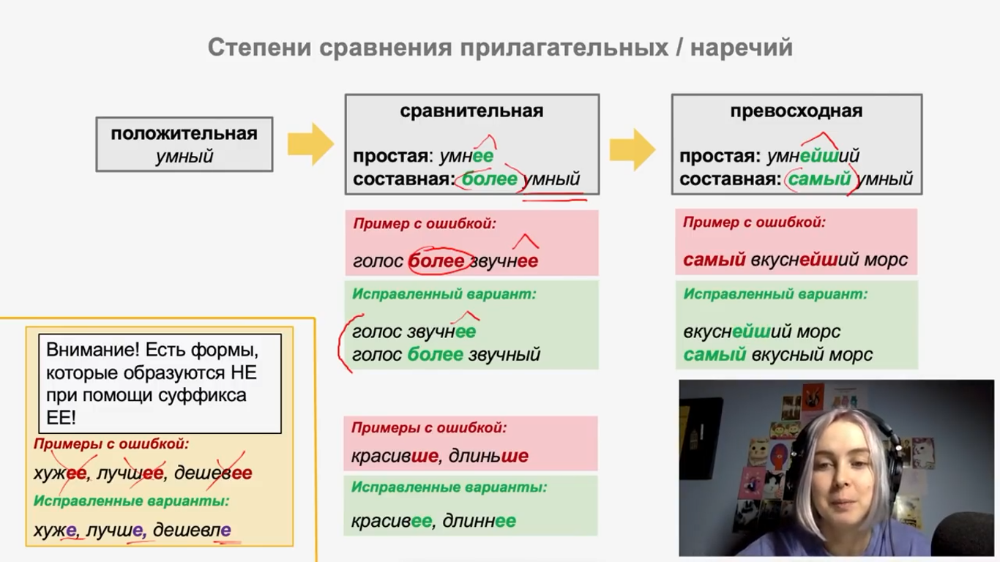 Степени сравнения прилагательных / наречий
положительная
умный
сравнительная
простая: умнее
составная: более умный
превосходная
простая: умнейший
составная: самый умный
Пример с ошибкой:
голос более звучнее
Исправленный вариант:
голос звучнее
голос более звучный
Пример с ошибкой:
самый вкуснейший морс
Исправленный вариант:
вкуснейший морс
самый вкусный морс
Внимание! Есть формы,
которые образуются НЕ
при помощи суффикса
ЕЕ!
Примеры с ошибкой:
хужее, лучшее, дешевее
Исправленные варианты:
хуже, лучше, дешевле
Примеры с ошибкой:
красивше, длиньше
Исправленные варианты:
красивее, длиннее